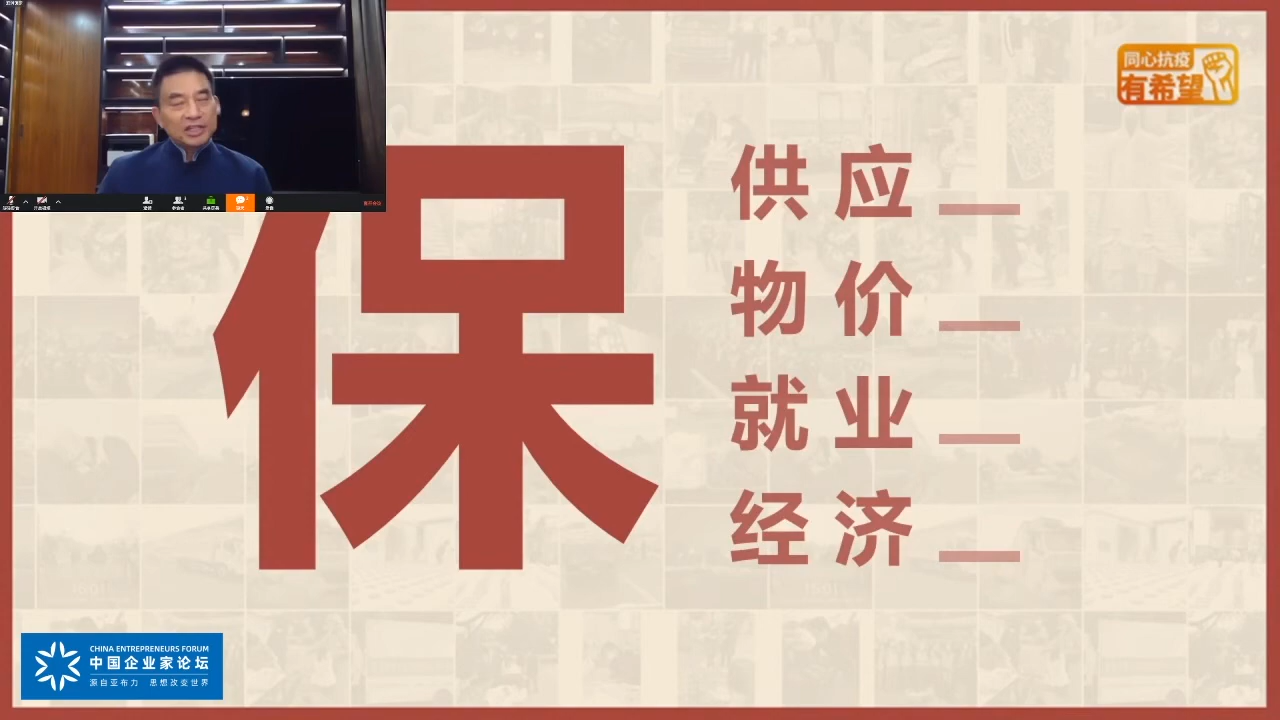 同心抗疫
有希望
保
供应
物价
就业
经济
CHINA ENTREPRENEURS FORUM
中国企业家论坛
源自亚布力 思想改变世界